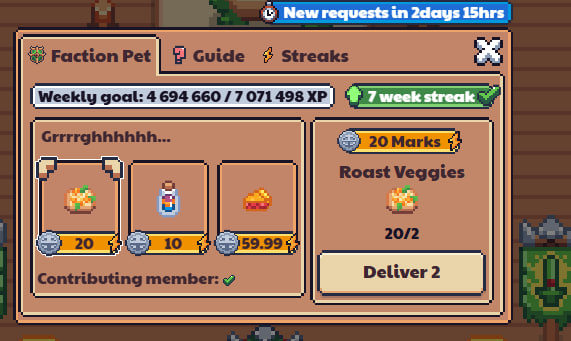 New requests in 2days 15hrs
Faction Pet
Guide
Streaks
Weekly goal: 4 694 660 / 7 071 498 XP
7 week streak
Grrrrghhhhhh...
20
10
59.99
Contributing member:
20 Marks
Roast Veggies
20/2
Deliver 2